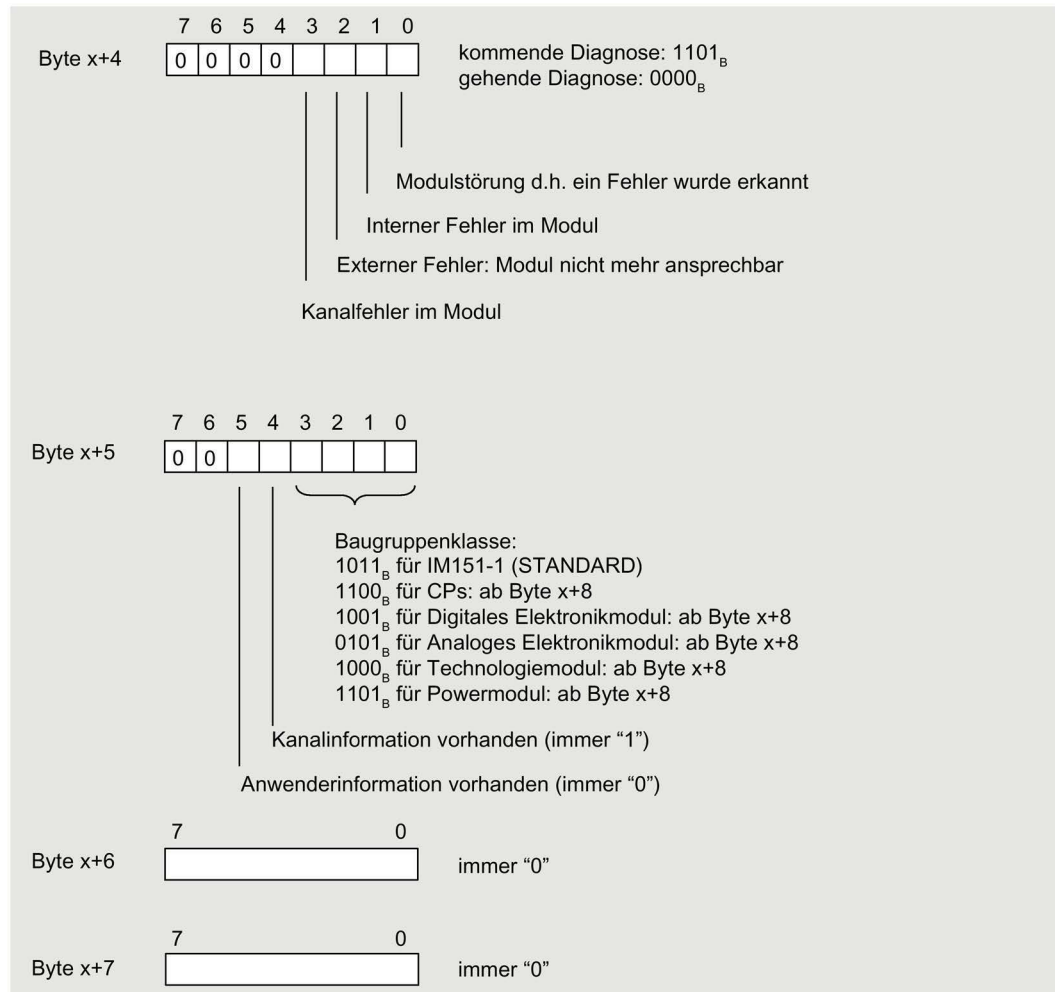 7 6 5 4 3 2 1 0
Byte x+4
0 0 0 0
kommende Diagnose: 1101B
gehende Diagnose: 0000B
Modulstörung d.h. ein Fehler wurde erkannt
Interner Fehler im Modul
Externer Fehler: Modul nicht mehr ansprechbar
Kanalfehler im Modul
7 6 5 4 3 2 1 0
Byte x+5
0 0
Baugruppenklasse:
1011B für IM151-1 (STANDARD)
1100B für CPs: ab Byte x+8
1001B für Digitales Elektronikmodul: ab Byte x+8
0101B für Analoges Elektronikmodul: ab Byte x+8
1000B für Technologiemodul: ab Byte x+8
1101B für Powermodul: ab Byte x+8
Kanalinformation vorhanden (immer “1”)
Anwenderinformation vorhanden (immer “0”)
7 0
Byte x+6
immer “0”
7 0
Byte x+7
immer “0”